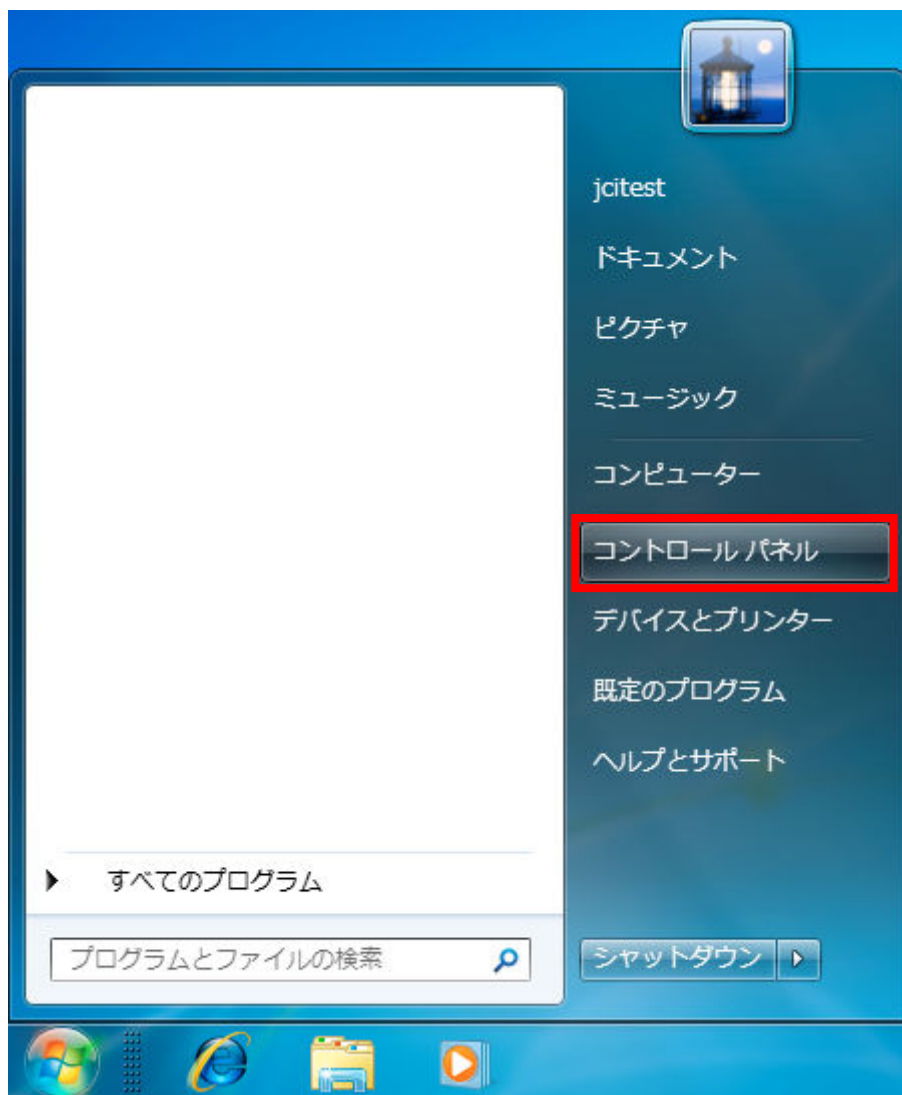 jcitest
ドキュメント
ピクチャ
ミュージック
コンピューター
コントロール パネル
デバイスとプリンター
既定のプログラム
ヘルプとサポート
すべてのプログラム
プログラムとファイルの検索
シャットダウン